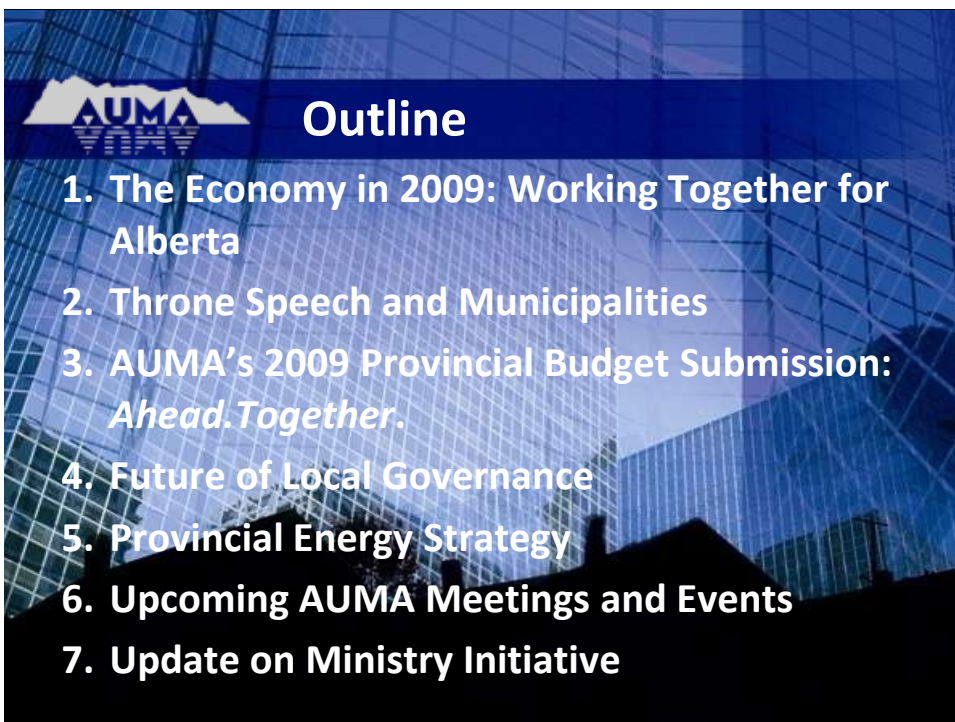 AUMA
Outline
1. The Economy in 2009: Working Together for
Alberta
2. Throne Speech and Municipalities
3. AUMA’s 2009 Provincial Budget Submission:
Ahead.Together.
4. Future of Local Governance
5. Provincial Energy Strategy
6. Upcoming AUMA Meetings and Events
7. Update on Ministry Initiative